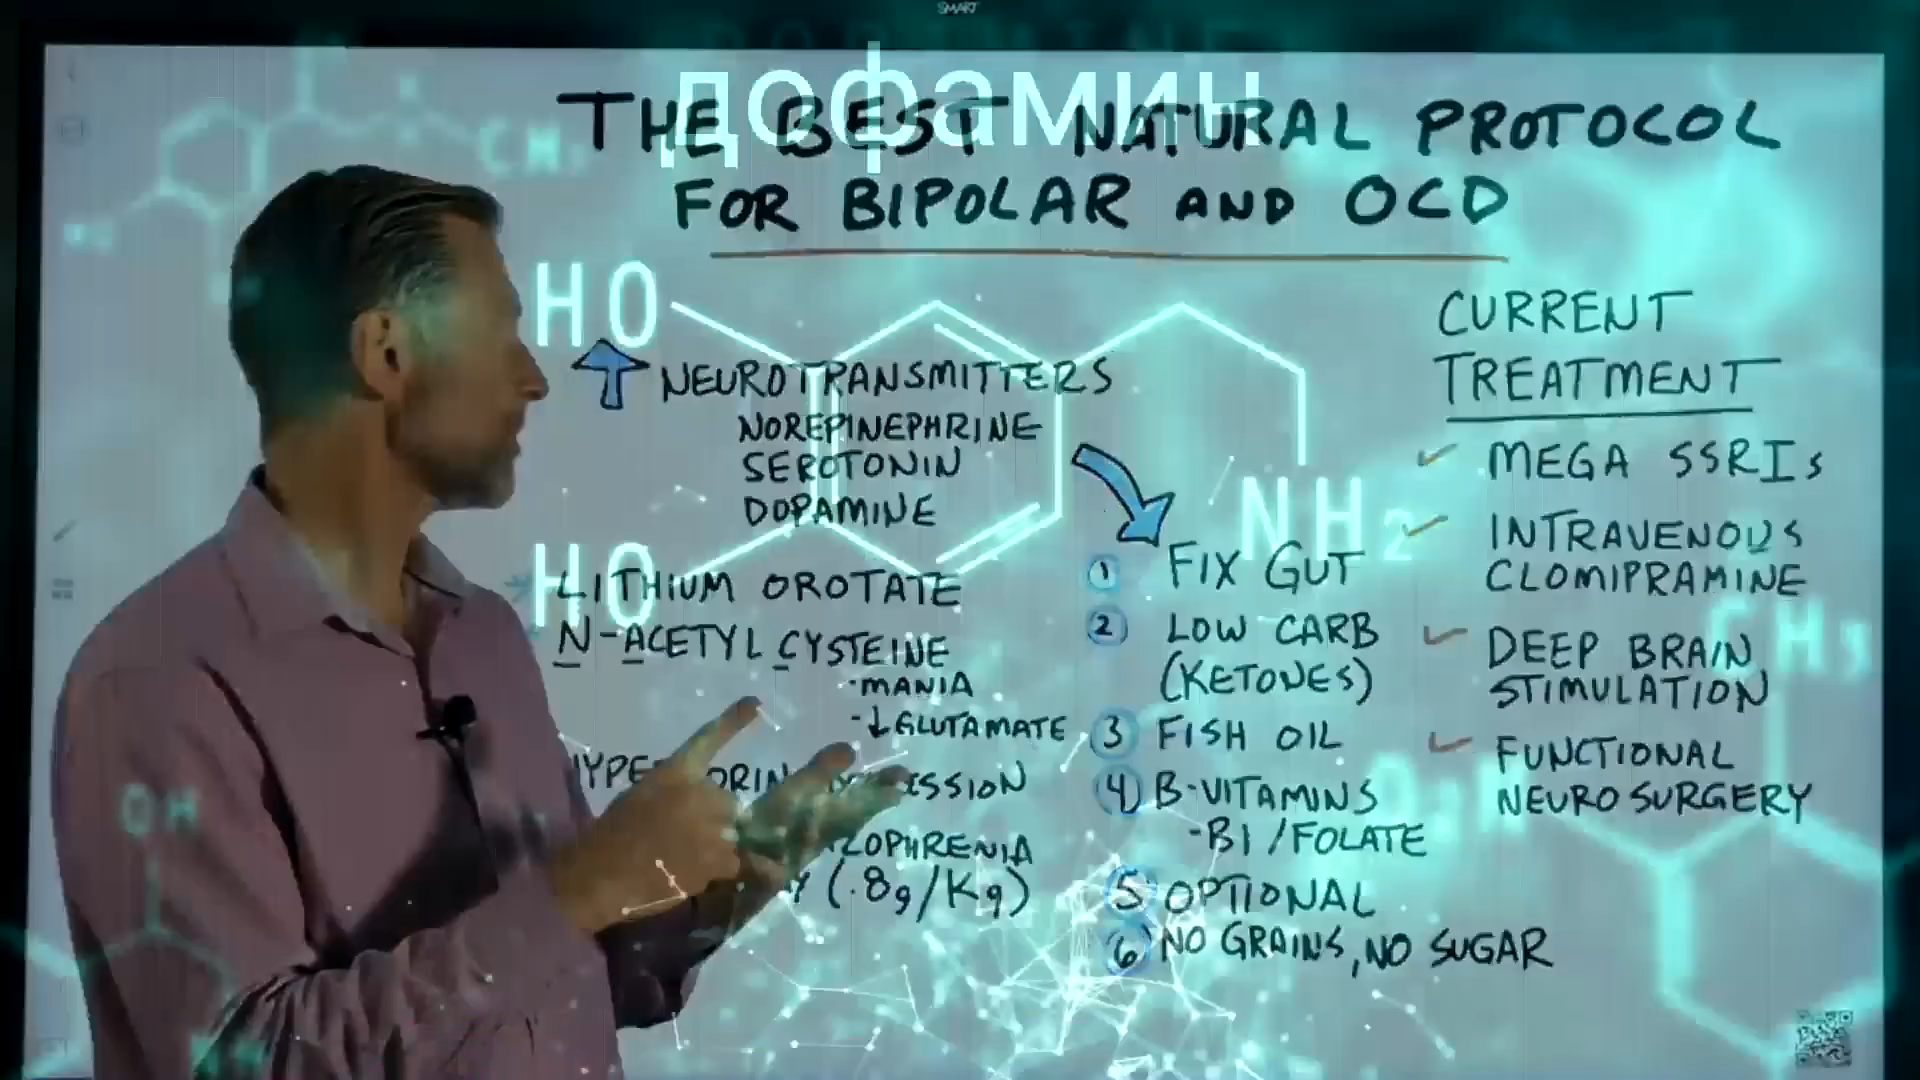 SMART
дофамин
THE BEST NATURAL PROTOCOL
FOR BIPOLAR AND OCD
HO
HO
NH2
NEUROTRANSMITTERS
NOREPINEPHRINE
SEROTONIN
DOPAMINE
LITHIUM OROTATE
N-ACETYL CYSTEINE
·MANIA
-↓GLUTAMATE
(.8g/Kg)
1 FIX GUT
2 LOW CARB
(KETONES)
3 FISH OIL
4 B-VITAMINS
-B1/FOLATE
5 OPTIONAL
6 NO GRAINS, NO SUGAR
CURRENT
TREATMENT
MEGA SSRIs
INTRAVENOUS
CLOMIPRAMINE
DEEP BRAIN
STIMULATION
FUNCTIONAL
NEUROSURGERY
OH